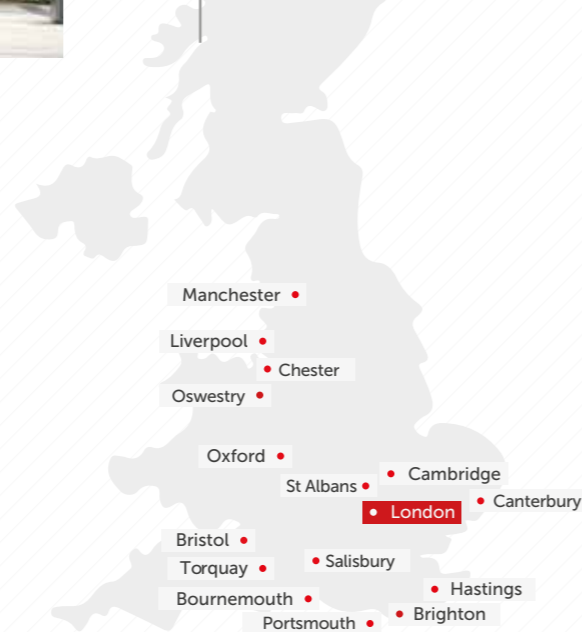 Manchester
Liverpool
Chester
Oswestry
Oxford
Cambridge
St Albans
Canterbury
London
Bristol
Salisbury
Torquay
Hastings
Bournemouth
Brighton
Portsmouth